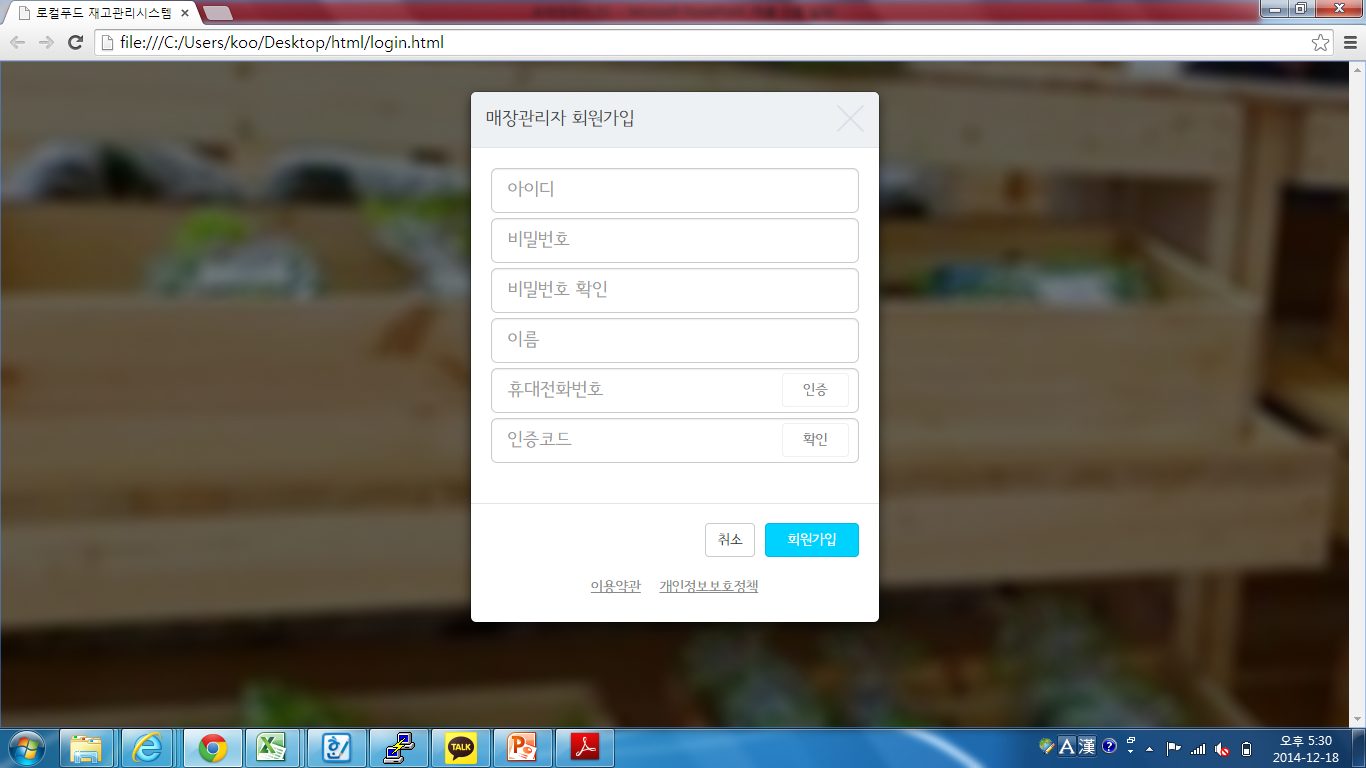 로컬푸드 재고관리시스템
file:///C:/Users/koo/Desktop/html/login.html
매장관리자 회원가입
아이디
비밀번호
비밀번호 확인
이름
휴대전화번호 인증
인증코드 확인
취소 회원가입
이용약관 개인정보보호정책
TALK
A 漢
오후 5:30
2014-12-18